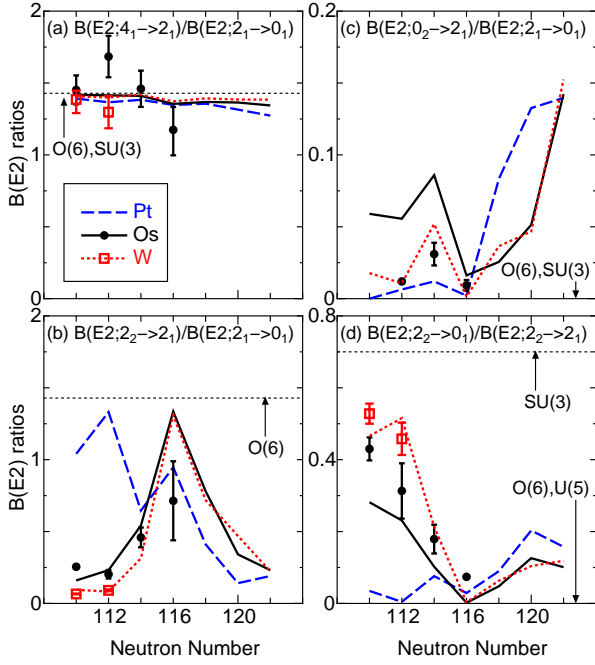 (a) B(E2;4₁->2₁)/B(E2;2₁->0₁)
2
1
0
B(E2) ratios
O(6),SU(3)
Pt
Os
W
(c) B(E2;0₂->2₁)/B(E2;2₁->0₁)
0.2
0.1
0
O(6),SU(3)
(b) B(E2;2₂->2₁)/B(E2;2₁->0₁)
2
1
0
B(E2) ratios
O(6)
112
116
120
Neutron Number
(d) B(E2;2₂->0₁)/B(E2;2₂->2₁)
0.8
0.4
0
SU(3)
O(6),U(5)
112
116
120
Neutron Number